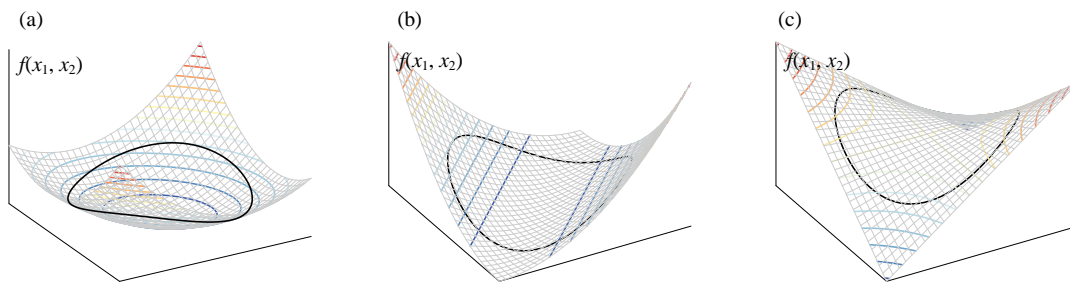 (a)
(b)
(c)
f(x₁, x₂)
f(x₁, x₂)
f(x₁, x₂)